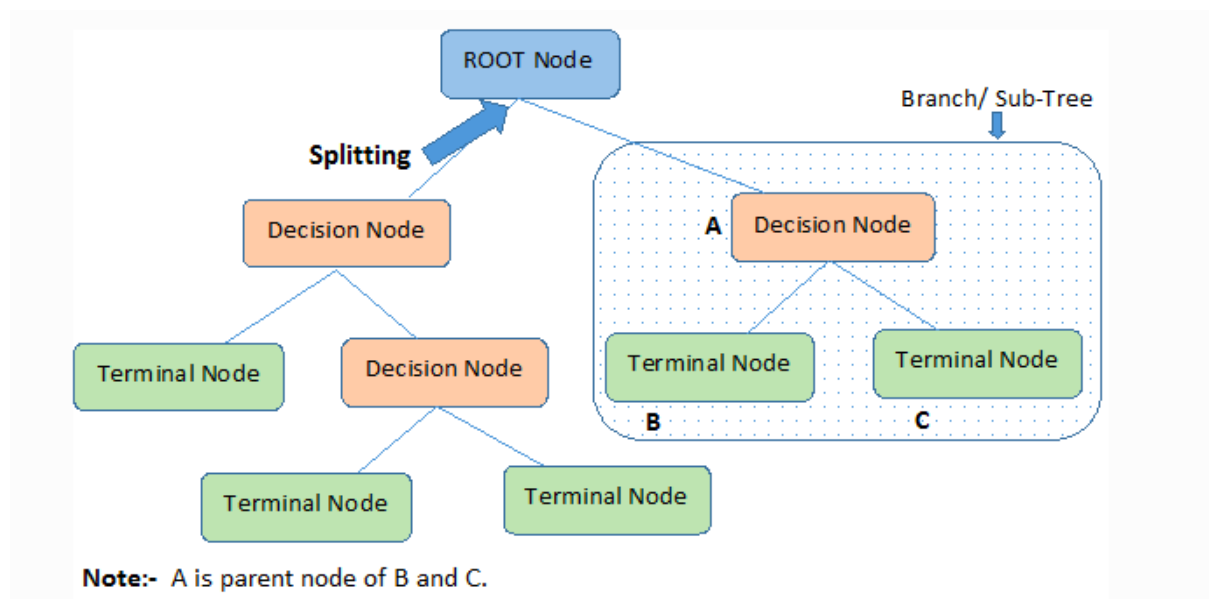 ROOT Node
Branch/ Sub-Tree
Splitting
Decision Node
A
Decision Node
Terminal Node
Decision Node
Terminal Node
Terminal Node
B
C
Terminal Node
Terminal Node
Note:- A is parent node of B and C.